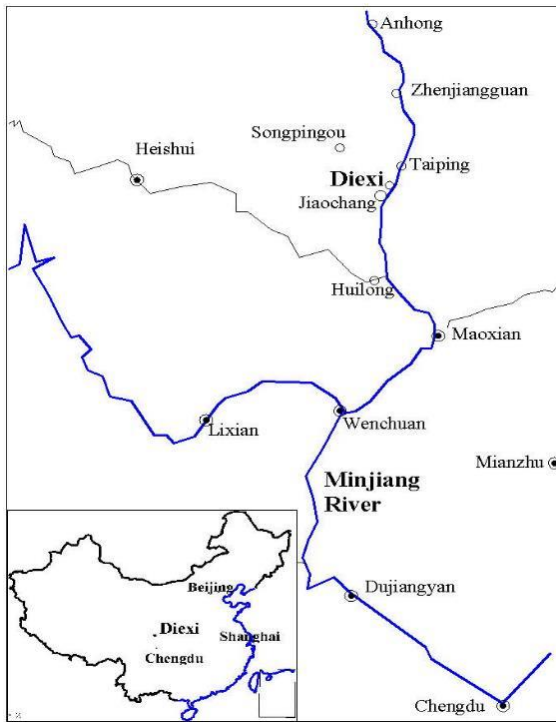 Anhong
Zhenjiangguan
Songpingou
Heishui
Taiping
Diexi
Jiaochang
Huilong
Maoxian
Lixian
Wenchuan
Mianzhu
Minjiang
River
Beijing
Diexi
Shanghai
Chengdu
Dujiangyan
Chengdu